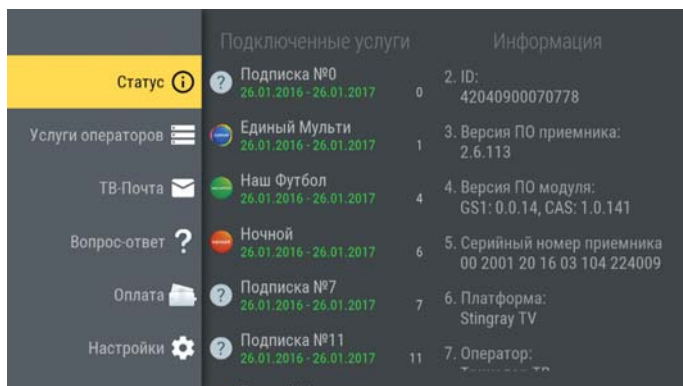 Статус
Услуги операторов
ТВ-Почта
Вопрос-ответ
Оплата
Настройки
Подключенные услуги
Подписка №0
26.01.2016 - 26.01.2017 0
Единый Мульти
26.01.2016 - 26.01.2017 1
Наш Футбол
26.01.2016 - 26.01.2017 4
Ночной
26.01.2016 - 26.01.2017 6
Подписка №7
26.01.2016 - 26.01.2017 7
Подписка №11
26.01.2016 - 26.01.2017 11
Информация
2. ID:
42040900070778
3. Версия ПО приемника:
2.6.113
4. Версия ПО модуля:
GS1: 0.0.14, CAS: 1.0.141
5. Серийный номер приемника
00 2001 20 16 03 104 224009
6. Платформа:
Stingray TV
7. Оператор: